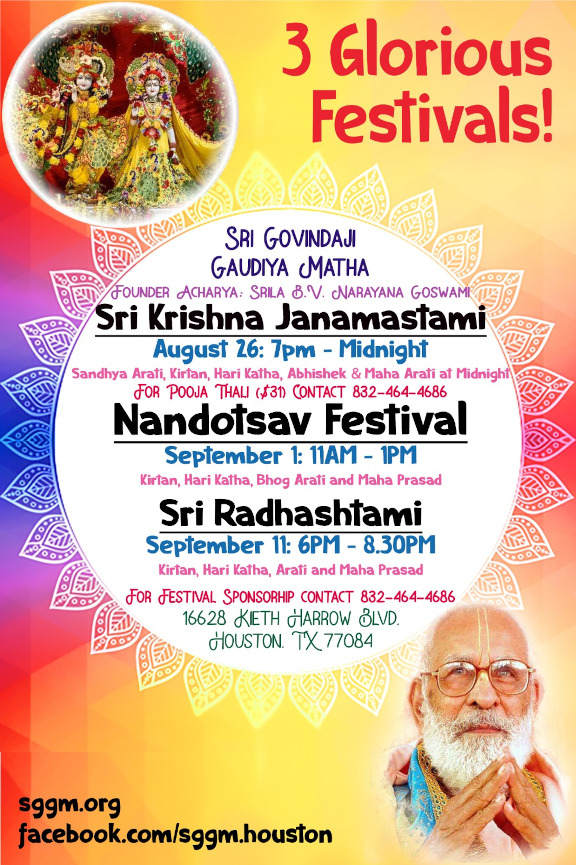 3 Glorious
Festivals!
Sri Govindaji
Gaudiya Matha
Founder Acharya: Srila B.V. Narayana Goswami
Sri Krishna Janamastami
August 26: 7pm - Midnight
Sandhya Arati, Kirtan, Hari Katha, Abhishek & Maha Arati at Midnight
For Pooja Thali ($31) Contact 832-464-4686
Nandotsav Festival
September 1: 11AM - 1PM
Kirtan, Hari Katha, Bhog Arati and Maha Prasad
Sri Radhashtami
September 11: 6PM - 8.30PM
Kirtan, Hari Katha, Arati and Maha Prasad
For Festival Sponsorhip contact 832-464-4686
16628 Kieth Harrow Blvd.
Houston. TX 77084
sggm.org
facebook.com/sggm.houston